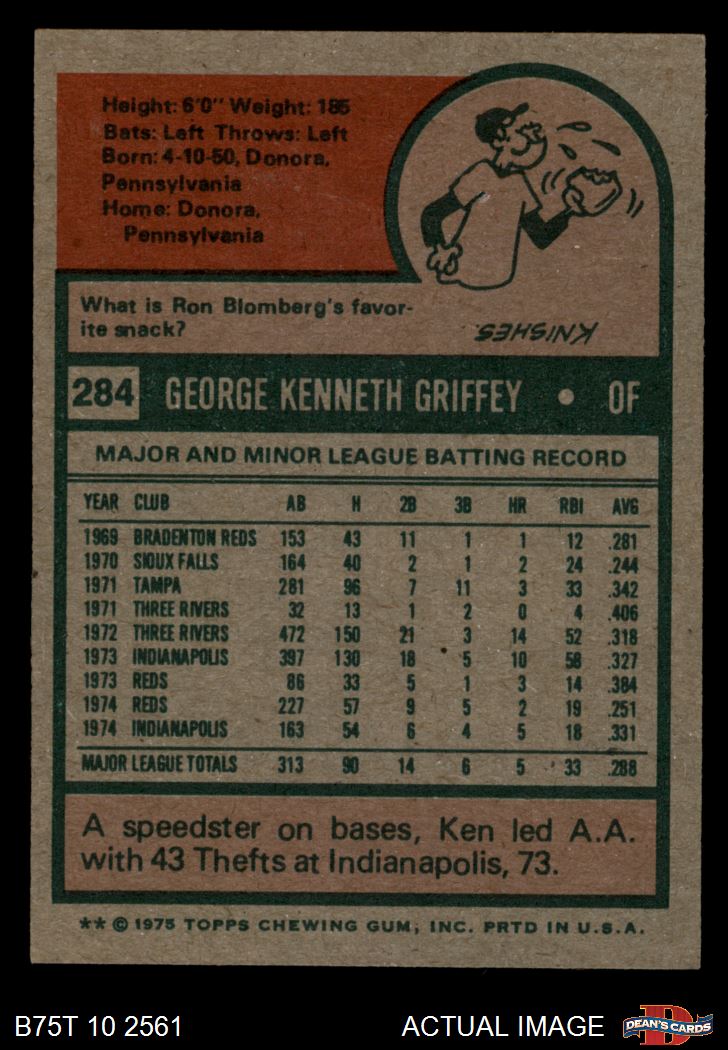 Height: 6'0" Weight: 185
Bats: Left Throws: Left
Born: 4-10-50, Donora,
Pennsylvania
Home: Donora,
Pennsylvania
What is Ron Blomberg's favor-
ite snack?
KNISHES.
284 GEORGE KENNETH GRIFFEY • OF
MAJOR AND MINOR LEAGUE BATTING RECORD
YEAR CLUB AB H 2B 3B HR RBI AVG
1969 BRADENTON REDS 153 43 11 1 1 12 .281
1970 SIOUX FALLS 164 40 2 1 2 24 .244
1971 TAMPA 281 96 7 11 3 33 .342
1971 THREE RIVERS 32 13 1 2 0 4 .406
1972 THREE RIVERS 472 150 21 3 14 52 .318
1973 INDIANAPOLIS 397 130 18 5 10 58 .327
1973 REDS 86 33 5 1 3 14 .384
1974 REDS 227 57 9 5 2 19 .251
1974 INDIANAPOLIS 163 54 6 4 5 18 .331
MAJOR LEAGUE TOTALS 313 90 14 6 5 33 .288
A speedster on bases, Ken led A.A.
with 43 Thefts at Indianapolis, 73.
** © 1975 TOPPS CHEWING GUM, INC. PRTD IN U.S.A.
B75T 10 2561 ACTUAL IMAGE DEAN'S CARDS